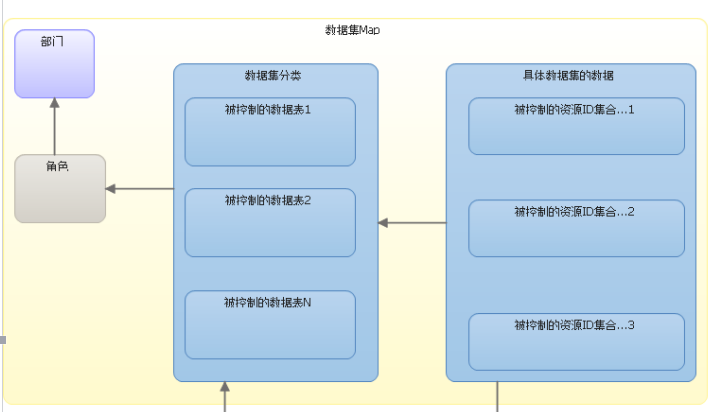 数据集Map
部门
角色
数据集分类
被控制的数据表1
被控制的数据表2
被控制的数据表N
具体数据集的数据
被控制的资源ID集合...1
被控制的资源ID集合...2
被控制的资源ID集合...3